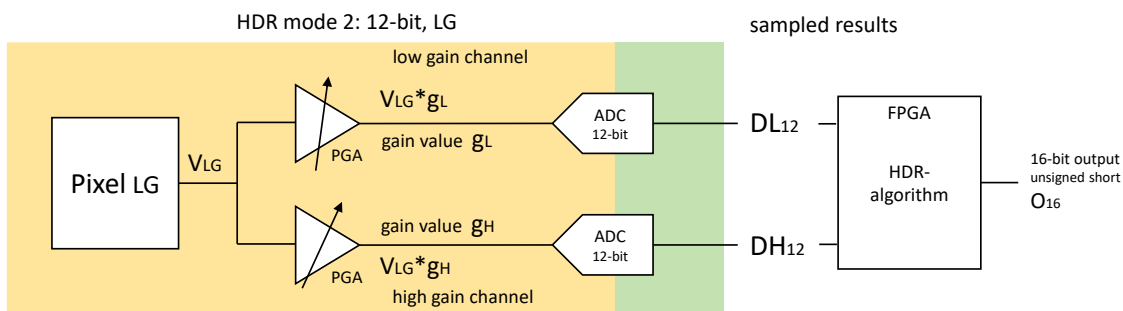 HDR mode 2: 12-bit, LG
sampled results
low gain channel
VLG*gL
ADC
12-bit
DL12
FPGA
PGA
gain value gL
VLG
Pixel LG
HDR-
algorithm
16-bit output
unsigned short
O16
gain value gH
ADC
12-bit
DH12
PGA
VLG*gH
high gain channel